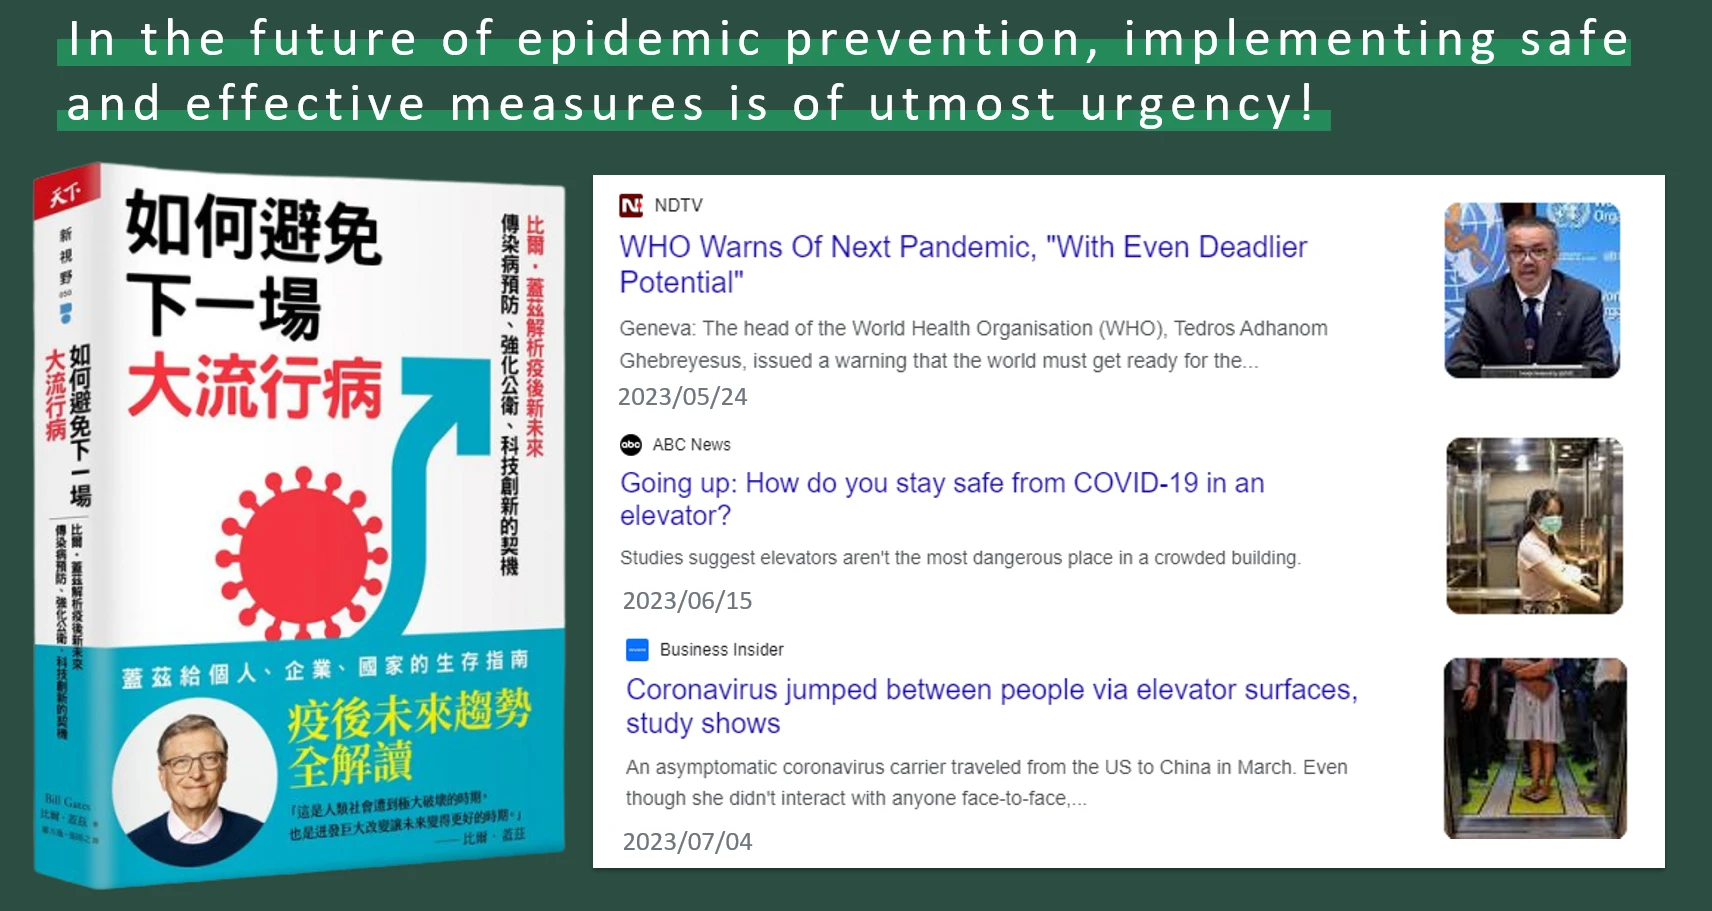 In the future of epidemic prevention, implementing safe
and effective measures is of utmost urgency!
天下
新視野
050
如何避免下一場
大流行病
比爾・蓋茲解析疫後新未來
傳染病預防、強化公衛、科技創新的契機
Bill Gates
比爾・蓋茲
如何避免
下一場
大流行病
比爾・蓋茲解析疫後新未來
傳染病預防、強化公衛、科技創新的契機
蓋茲給個人、企業、國家的生存指南
疫後未來趨勢
全解讀
「這是人類社會遭到極大破壞的時期，
也是迸發巨大改變讓未來變得更好的時期。」
—— 比爾・蓋茲
NDTV
WHO Warns Of Next Pandemic, "With Even Deadlier
Potential"
Geneva: The head of the World Health Organisation (WHO), Tedros Adhanom
Ghebreyesus, issued a warning that the world must get ready for the...
2023/05/24
abc ABC News
Going up: How do you stay safe from COVID-19 in an
elevator?
Studies suggest elevators aren't the most dangerous place in a crowded building.
2023/06/15
Business Insider
Coronavirus jumped between people via elevator surfaces,
study shows
An asymptomatic coronavirus carrier traveled from the US to China in March. Even
though she didn't interact with anyone face-to-face,...
2023/07/04